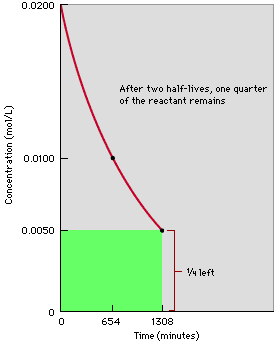 0.0200
After two half-lives, one quarter
of the reactant remains
Concentration (mol/L)
0.0100
0.0050
¼ left
0
0 654 1308
Time (minutes)